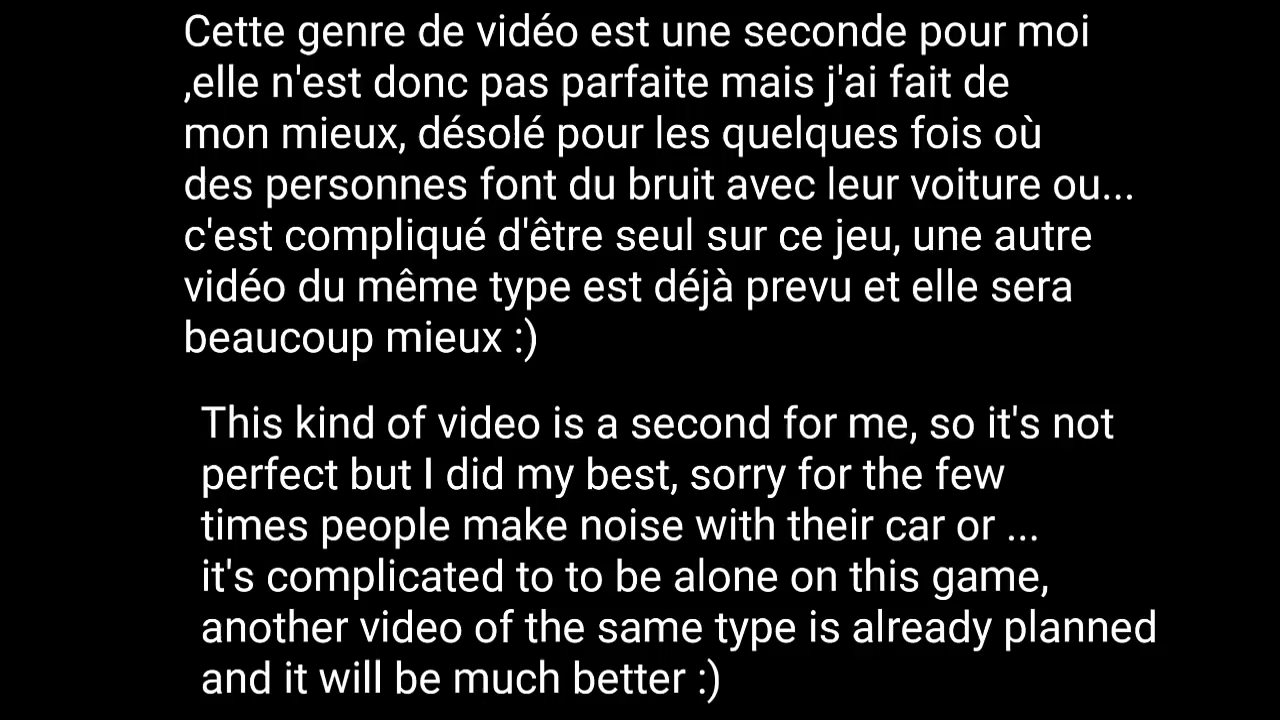 Cette genre de vidéo est une seconde pour moi
,elle n'est donc pas parfaite mais j'ai fait de
mon mieux, désolé pour les quelques fois où
des personnes font du bruit avec leur voiture ou...
c'est compliqué d'être seul sur ce jeu, une autre
vidéo du même type est déjà prevu et elle sera
beaucoup mieux :)
This kind of video is a second for me, so it's not
perfect but I did my best, sorry for the few
times people make noise with their car or ...
it's complicated to to be alone on this game,
another video of the same type is already planned
and it will be much better :)